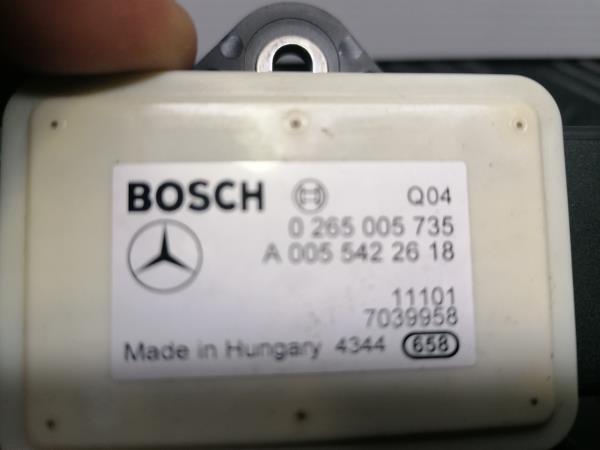 BOSCH
Q04
0 265 005 735
A 005 542 26 18
11101
7039958
Made in Hungary 4344 658